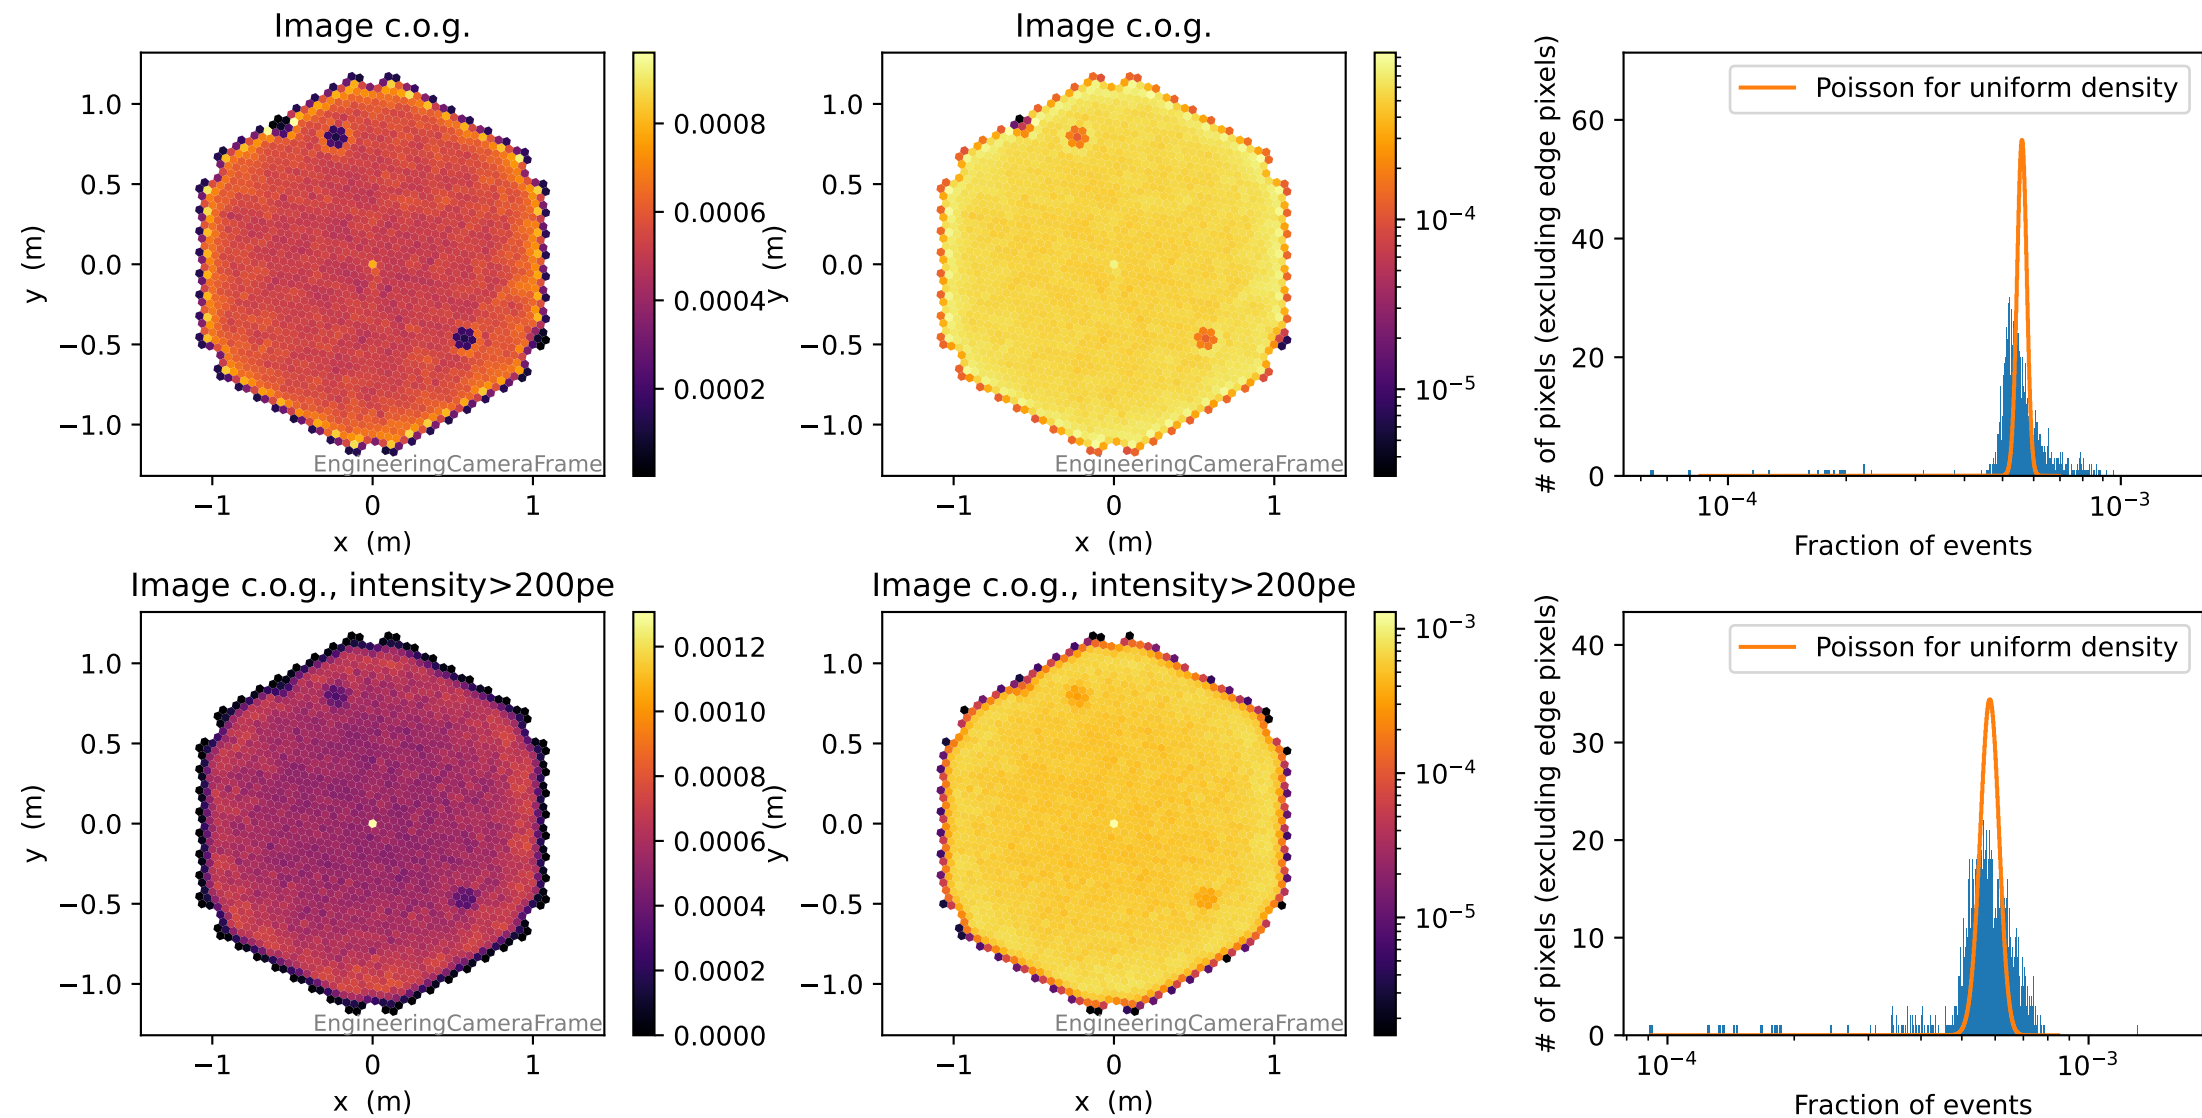 Image c.o.g.
1.0
0.5
0.0
−0.5
−1.0
y (m)
−1
0
1
x (m)
EngineeringCameraFrame
0.0008
0.0006
0.0004
0.0002
Image c.o.g.
1.0
0.5
0.0
−0.5
−1.0
y (m)
−1
0
1
x (m)
EngineeringCameraFrame
10⁻⁴
10⁻⁵
# of pixels (excluding edge pixels)
60
40
20
0
Poisson for uniform density
10⁻⁴
10⁻³
Fraction of events
Image c.o.g., intensity>200pe
1.0
0.5
0.0
−0.5
−1.0
y (m)
−1
0
1
x (m)
EngineeringCameraFrame
0.0012
0.0010
0.0008
0.0006
0.0004
0.0002
0.0000
Image c.o.g., intensity>200pe
1.0
0.5
0.0
−0.5
−1.0
y (m)
−1
0
1
x (m)
EngineeringCameraFrame
10⁻³
10⁻⁴
10⁻⁵
# of pixels (excluding edge pixels)
40
30
20
10
0
Poisson for uniform density
10⁻⁴
10⁻³
Fraction of events